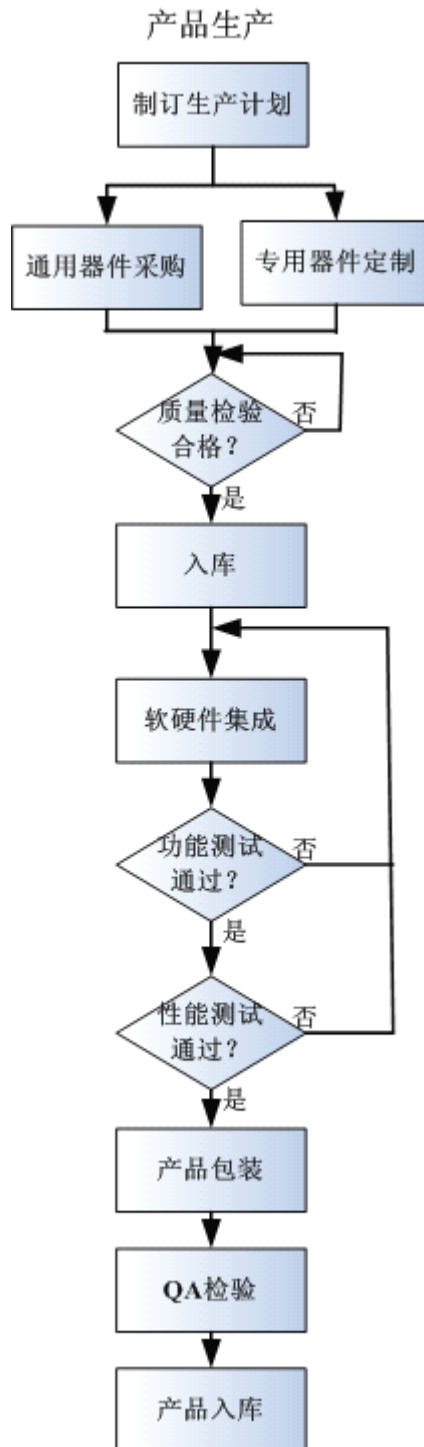 产品生产
制订生产计划
通用器件采购
专用器件定制
质量检验
合格？
否
是
入库
软硬件集成
功能测试
通过？
否
是
性能测试
通过？
否
是
产品包装
QA检验
产品入库